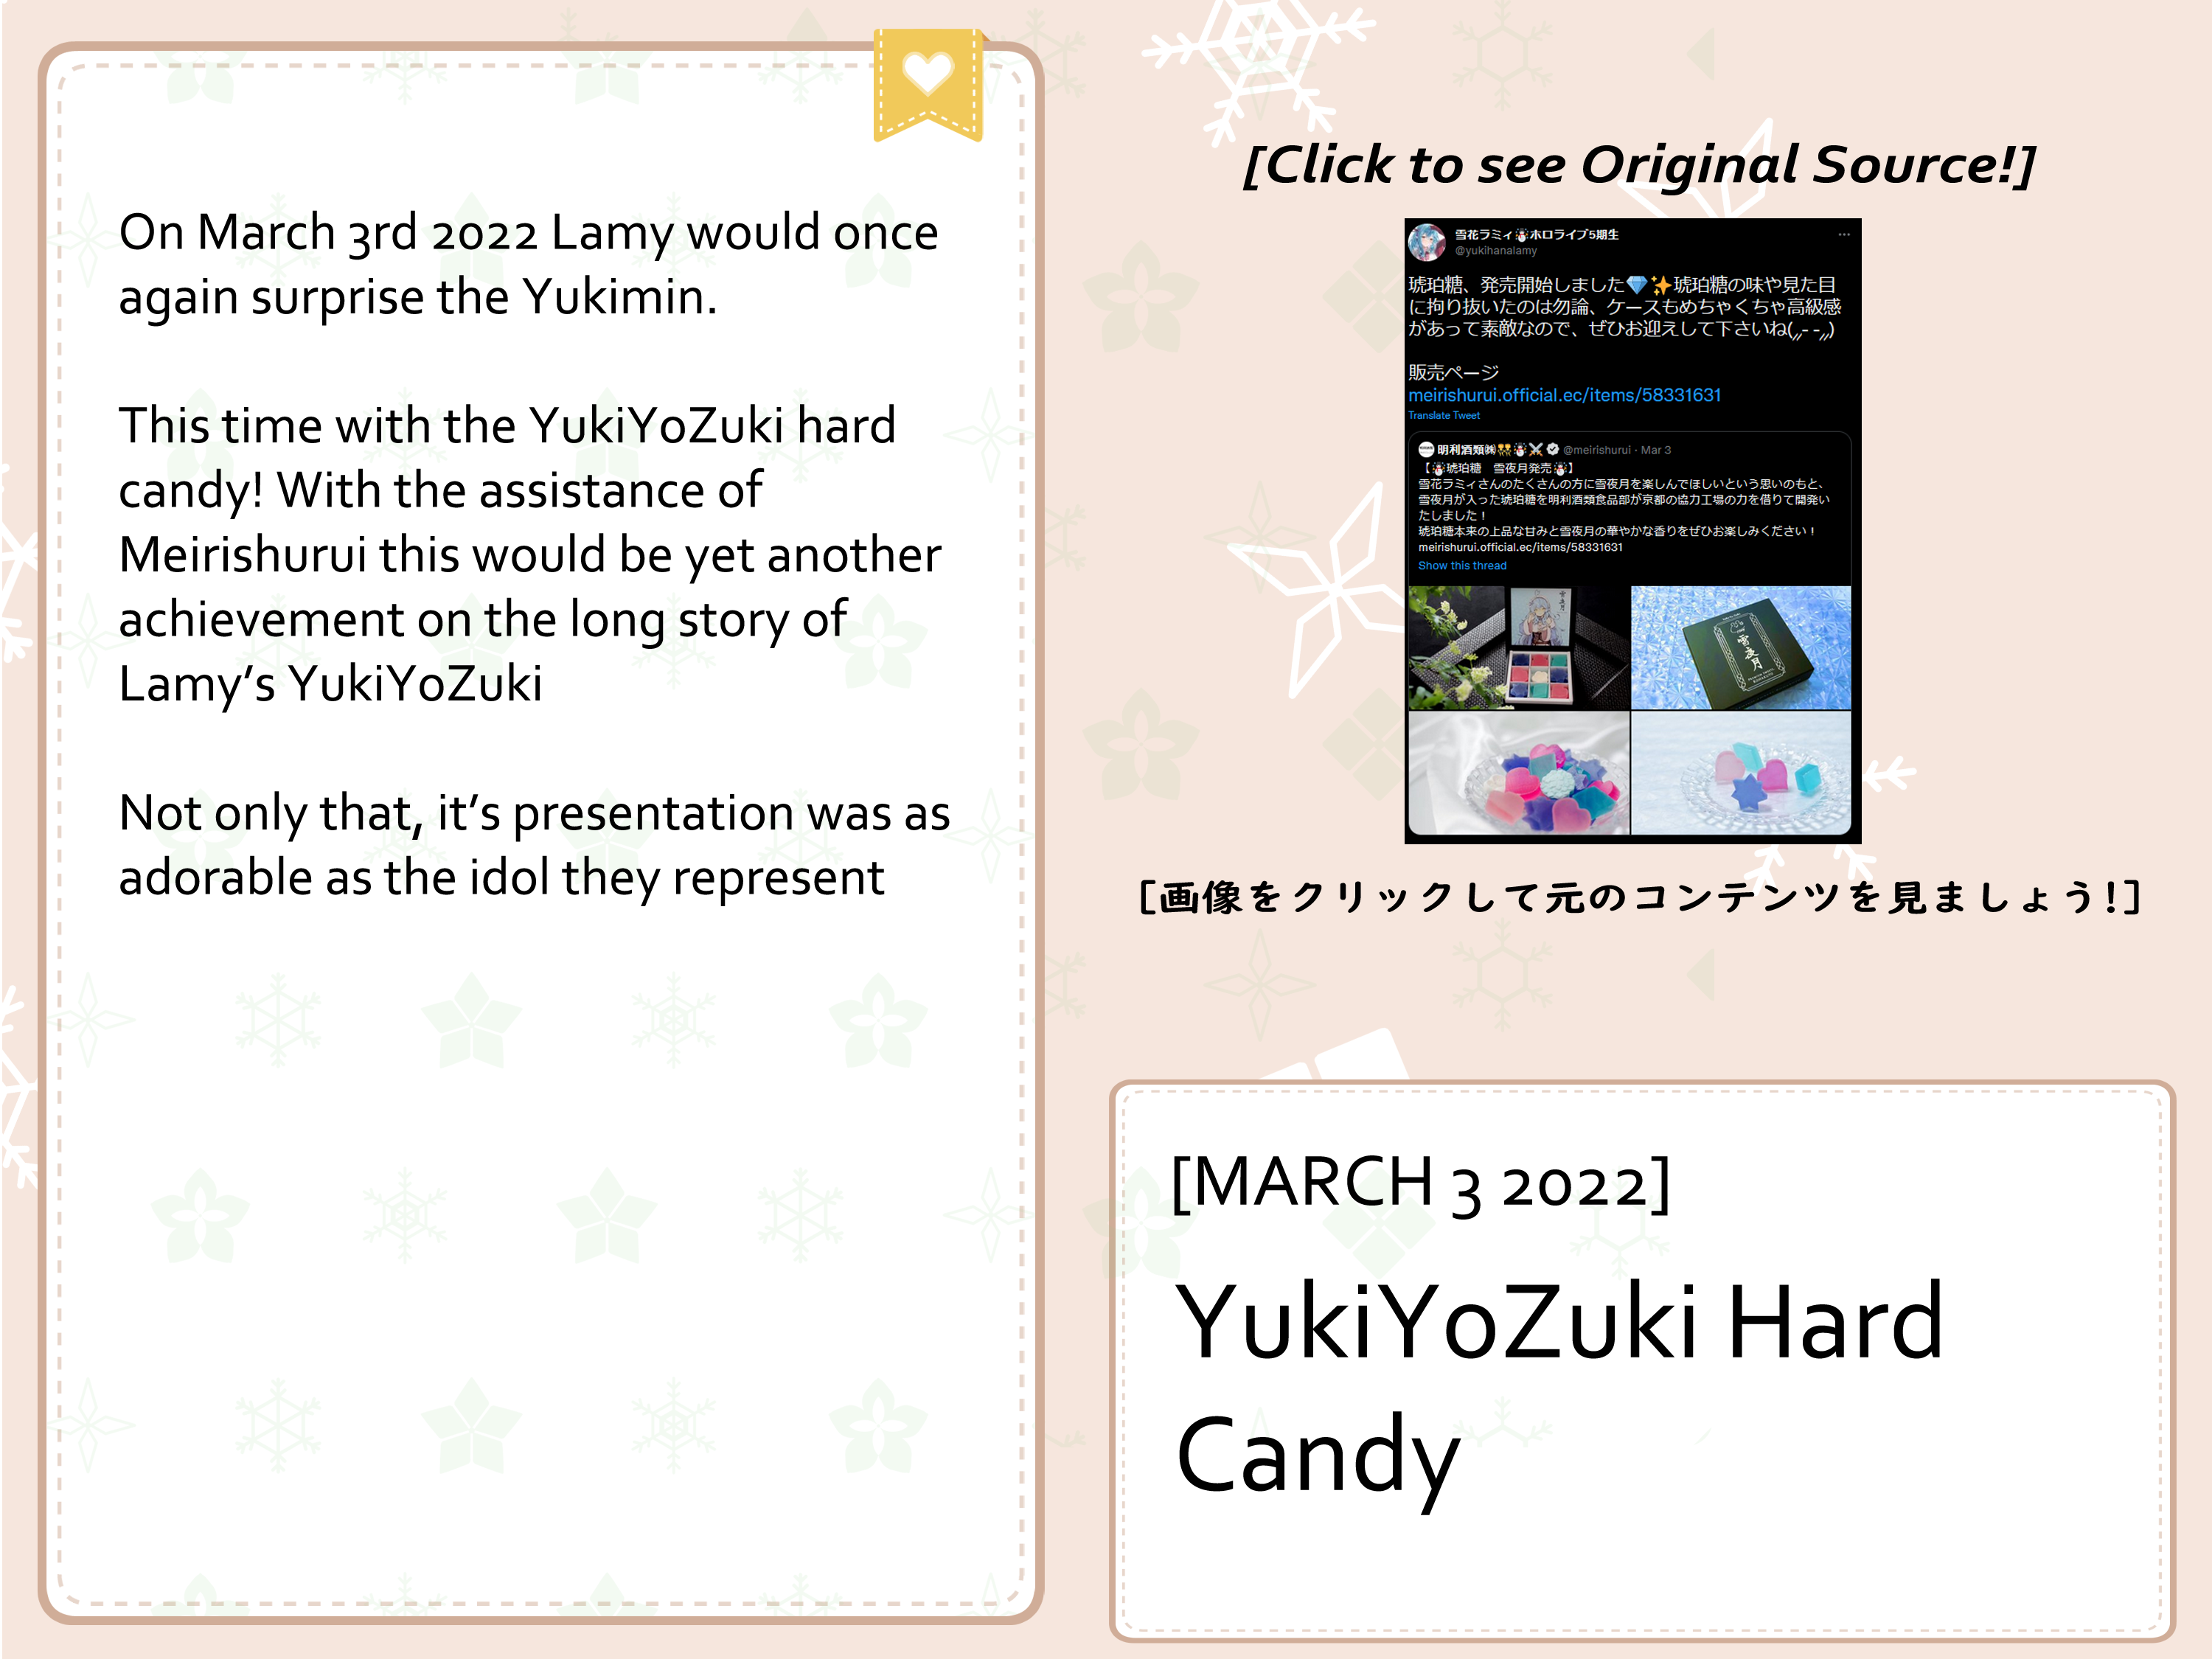 On March 3rd 2022 Lamy would once
again surprise the Yukimin.
This time with the YukiYoZuki hard
candy! With the assistance of
Meirishurui this would be yet another
achievement on the long story of
Lamy’s YukiYoZuki
Not only that, it’s presentation was as
adorable as the idol they represent
[Click to see Original Source!]
雪花ラミィ☃️ホロライブ5期生
@yukihanalamy
琥珀糖、発売開始しました💎✨琥珀糖の味や見た目
に拘り抜いたのは勿論、ケースもめちゃくちゃ高級感
があって素敵なので、ぜひお迎えして下さいね(⸝⸝- -⸝⸝)
販売ページ
meirishurui.official.ec/items/58331631
Translate Tweet
明利酒類㈱🍻☃️⚔️ @meirishurui · Mar 3
【☃️琥珀糖　雪夜月発売☃️】
雪花ラミィさんのたくさんの方に雪夜月を楽しんでほしいという思いのもと、
雪夜月が入った琥珀糖を明利酒類食品部が京都の協力工場の力を借りて開発い
たしました！
琥珀糖本来の上品な甘みと雪夜月の華やかな香りをぜひお楽しみください！
meirishurui.official.ec/items/58331631
Show this thread
雪夜月
[画像をクリックして元のコンテンツを見ましょう!]
[MARCH 3 2022]
YukiYoZuki Hard
Candy